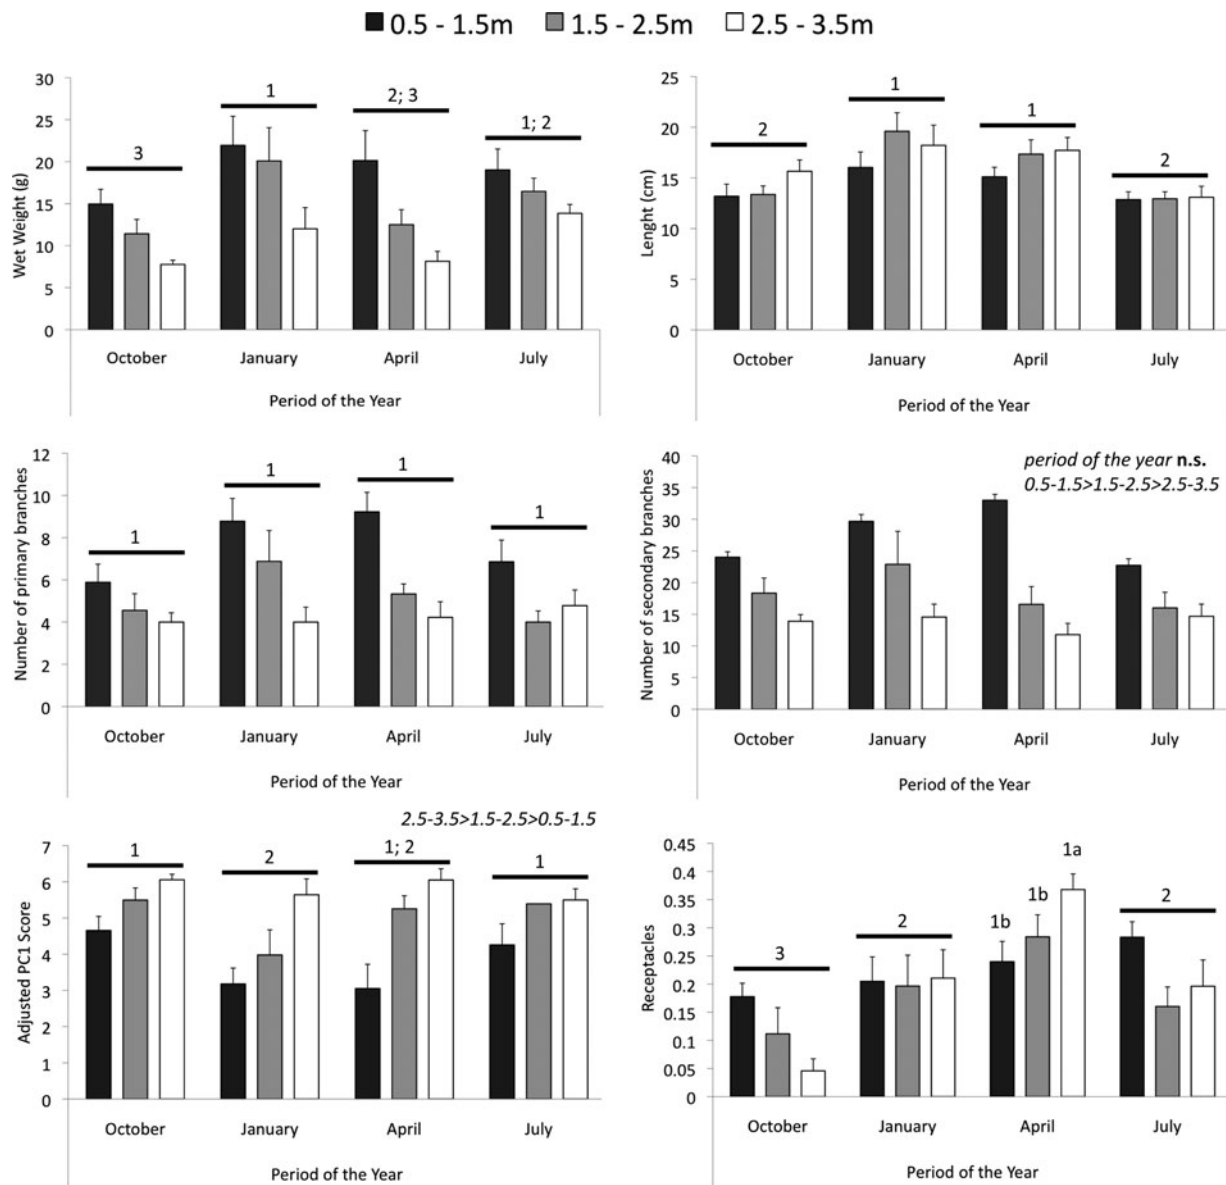 0.5 - 1.5m 1.5 - 2.5m 2.5 - 3.5m
Wet Weight (g)
30
25
20
15
10
5
0
3
1
2; 3
1; 2
October January April July
Period of the Year
Lenght (cm)
25
20
15
10
5
0
2
1
1
2
October January April July
Period of the Year
Number of primary branches
12
10
8
6
4
2
0
1
1
1
1
October January April July
Period of the Year
Number of secondary branches
40
35
30
25
20
15
10
5
0
period of the year n.s.
0.5-1.5>1.5-2.5>2.5-3.5
October January April July
Period of the Year
2.5-3.5>1.5-2.5>0.5-1.5
Adjusted PC1 Score
7
6
5
4
3
2
1
0
1
2
1; 2
1
October January April July
Period of the Year
Receptacles
0.45
0.4
0.35
0.3
0.25
0.2
0.15
0.1
0.05
0
3
2
1b
1b
1a
2
October January April July
Period of the Year